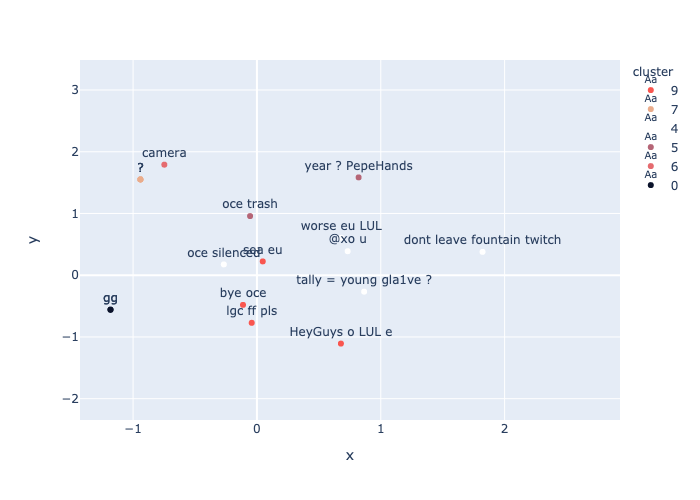 cluster
Aa
9
Aa
7
Aa
4
Aa
5
Aa
6
Aa
0
3
2
1
0
−1
−2
y
camera
?
year ? PepeHands
oce trash
worse eu LUL
@xo u
dont leave fountain twitch
oce silenced
sea eu
tally = young gla1ve ?
bye oce
gg
lgc ff pls
HeyGuys o LUL e
−1
0
1
2
x